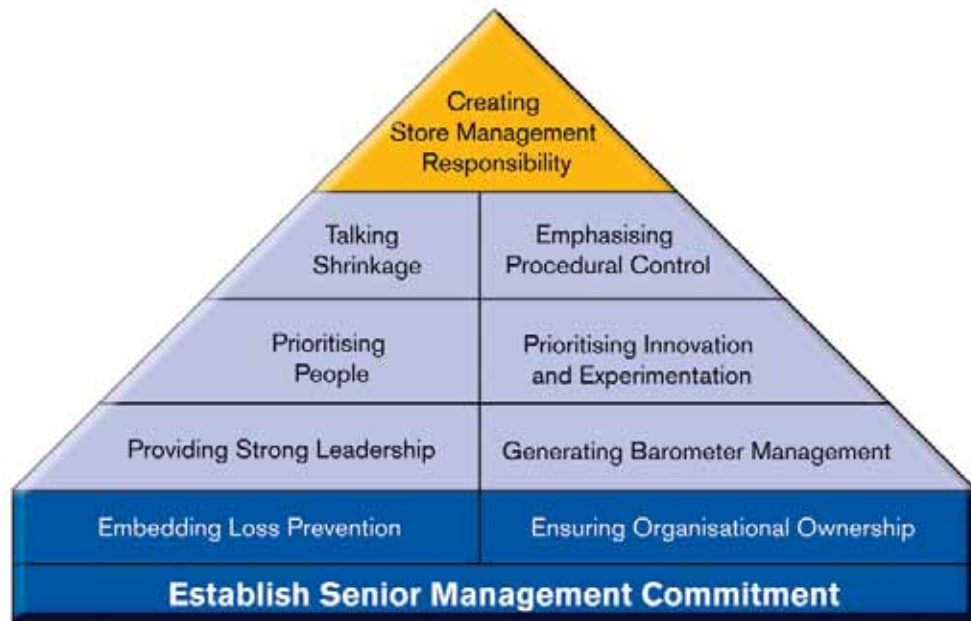 Creating
Store Management
Responsibility
Talking
Shrinkage
Emphasising
Procedural Control
Prioritising
People
Prioritising Innovation
and Experimentation
Providing Strong Leadership
Generating Barometer Management
Embedding Loss Prevention
Ensuring Organisational Ownership
Establish Senior Management Commitment